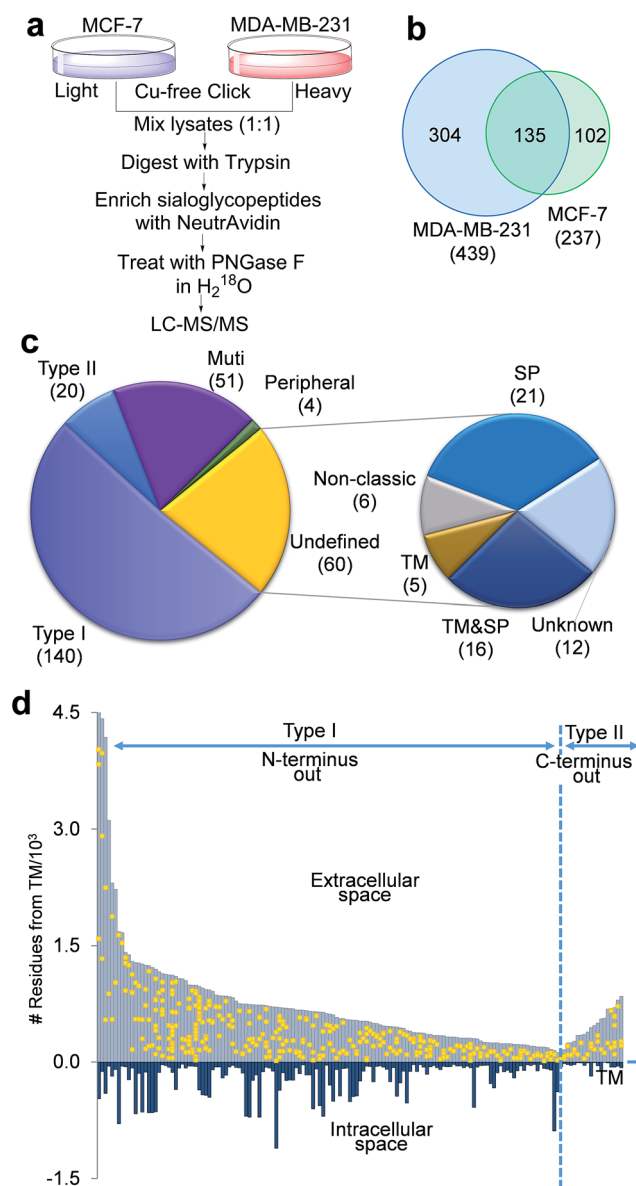 a
MCF-7
MDA-MB-231
Light
Cu-free Click
Heavy
Mix lysates (1:1)
Digest with Trypsin
Enrich sialoglycopeptides
with NeutrAvidin
Treat with PNGase F
in H₂¹⁸O
LC-MS/MS
b
304
135
102
MDA-MB-231
(439)
MCF-7
(237)
c
Type II
(20)
Muti
(51)
Peripheral
(4)
Undefined
(60)
Type I
(140)
SP
(21)
Non-classic
(6)
TM
(5)
TM&SP
(16)
Unknown
(12)
d
# Residues from TM/10³
4.5
3.0
1.5
0.0
-1.5
Type I
N-terminus
out
Type II
C-terminus
out
Extracellular
space
TM
Intracellular
space